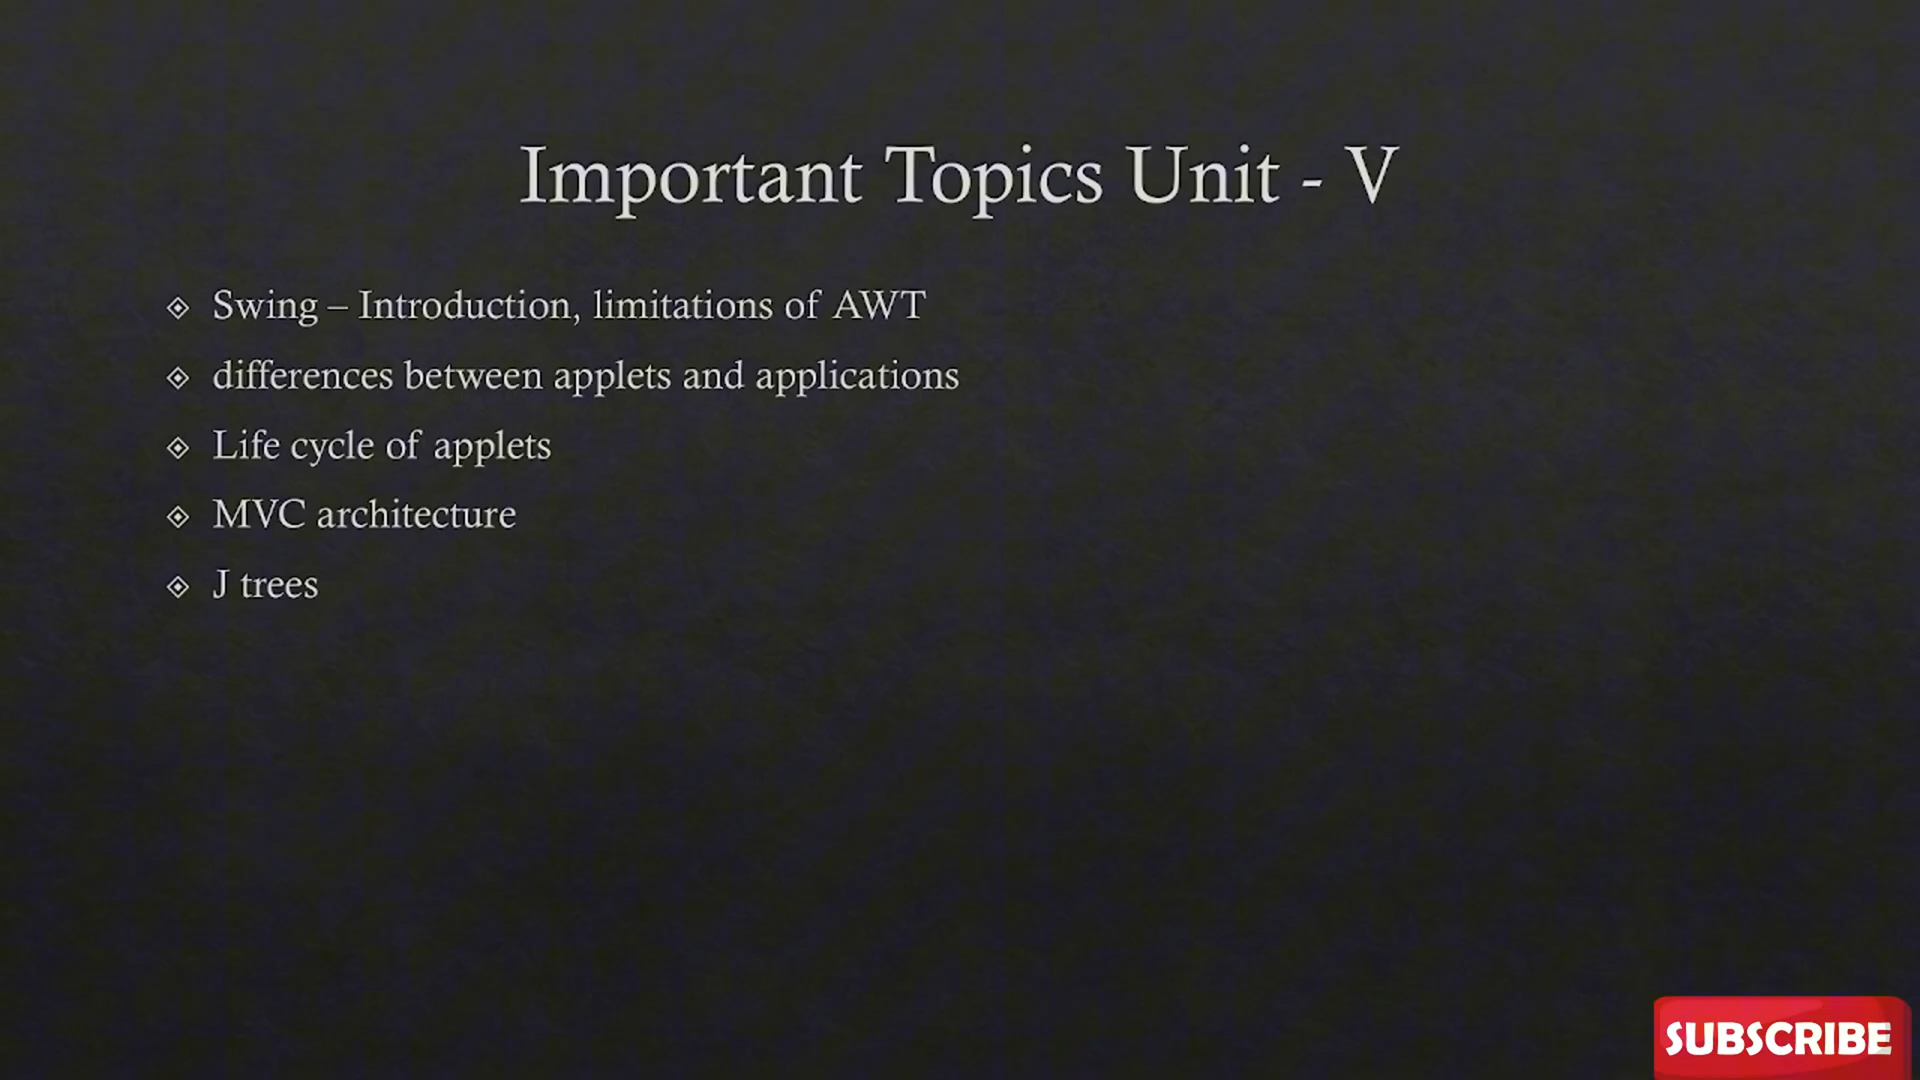 Important Topics Unit - V
Swing – Introduction, limitations of AWT
differences between applets and applications
Life cycle of applets
MVC architecture
J trees
SUBSCRIBE